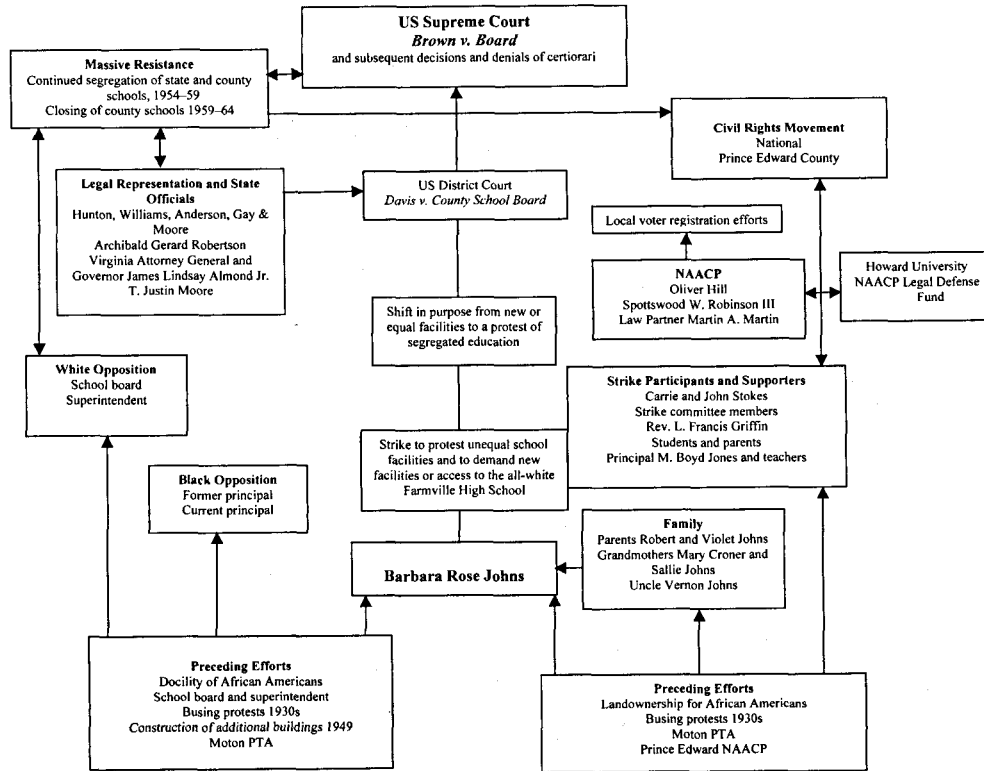 US Supreme Court
Brown v. Board
and subsequent decisions and denials of certiorari
Massive Resistance
Continued segregation of state and county
schools, 1954–59
Closing of county schools 1959–64
Civil Rights Movement
National
Prince Edward County
Legal Representation and State
Officials
Hunton, Williams, Anderson, Gay &
Moore
Archibald Gerard Robertson
Virginia Attorney General and
Governor James Lindsay Almond Jr.
T. Justin Moore
US District Court
Davis v. County School Board
Local voter registration efforts
NAACP
Oliver Hill
Spottswood W. Robinson III
Law Partner Martin A. Martin
Howard University
NAACP Legal Defense
Fund
Shift in purpose from new or
equal facilities to a protest of
segregated education
White Opposition
School board
Superintendent
Strike Participants and Supporters
Carrie and John Stokes
Strike committee members
Rev. L. Francis Griffin
Students and parents
Principal M. Boyd Jones and teachers
Strike to protest unequal school
facilities and to demand new
facilities or access to the all-white
Farmville High School
Black Opposition
Former principal
Current principal
Family
Parents Robert and Violet Johns
Grandmothers Mary Croner and
Sallie Johns
Uncle Vernon Johns
Barbara Rose Johns
Preceding Efforts
Docility of African Americans
School board and superintendent
Busing protests 1930s
Construction of additional buildings 1949
Moton PTA
Preceding Efforts
Landownership for African Americans
Busing protests 1930s
Moton PTA
Prince Edward NAACP